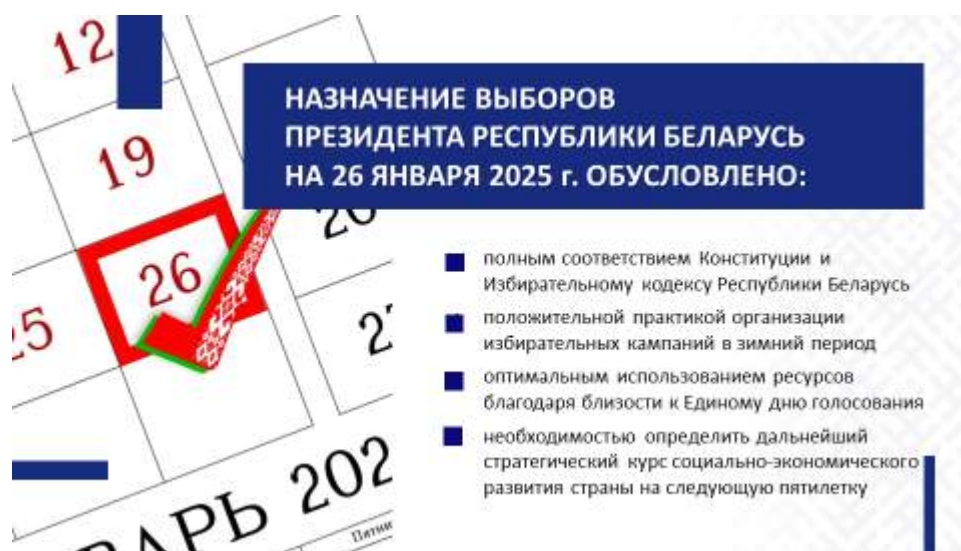 12
19
26
25
НАЗНАЧЕНИЕ ВЫБОРОВ
ПРЕЗИДЕНТА РЕСПУБЛИКИ БЕЛАРУСЬ
НА 26 ЯНВАРЯ 2025 г. ОБУСЛОВЛЕНО:
полным соответствием Конституции и
Избирательному кодексу Республики Беларусь
положительной практикой организации
избирательных кампаний в зимний период
оптимальным использованием ресурсов
благодаря близости к Единому дню голосования
необходимостью определить дальнейший
стратегический курс социально-экономического
развития страны на следующую пятилетку